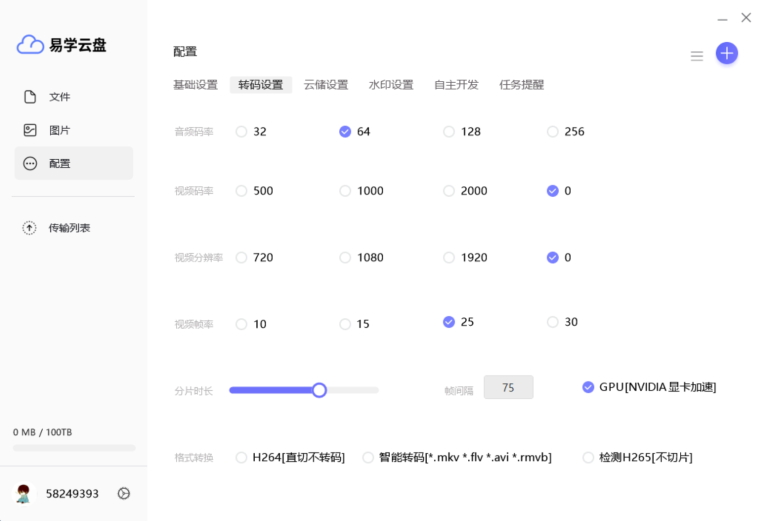 易学云盘
文件
图片
配置
传输列表
0 MB / 100TB
58249393
配置
基础设置 转码设置 云储设置 水印设置 自主开发 任务提醒
音频码率 32 64 128 256
视频码率 500 1000 2000 0
视频分辨率 720 1080 1920 0
视频帧率 10 15 25 30
分片时长 帧间隔 75 GPU[NVIDIA显卡加速]
格式转换 H264[直切不转码] 智能转码[*.mkv *.flv *.avi *.rmvb] 检测H265[不切片]